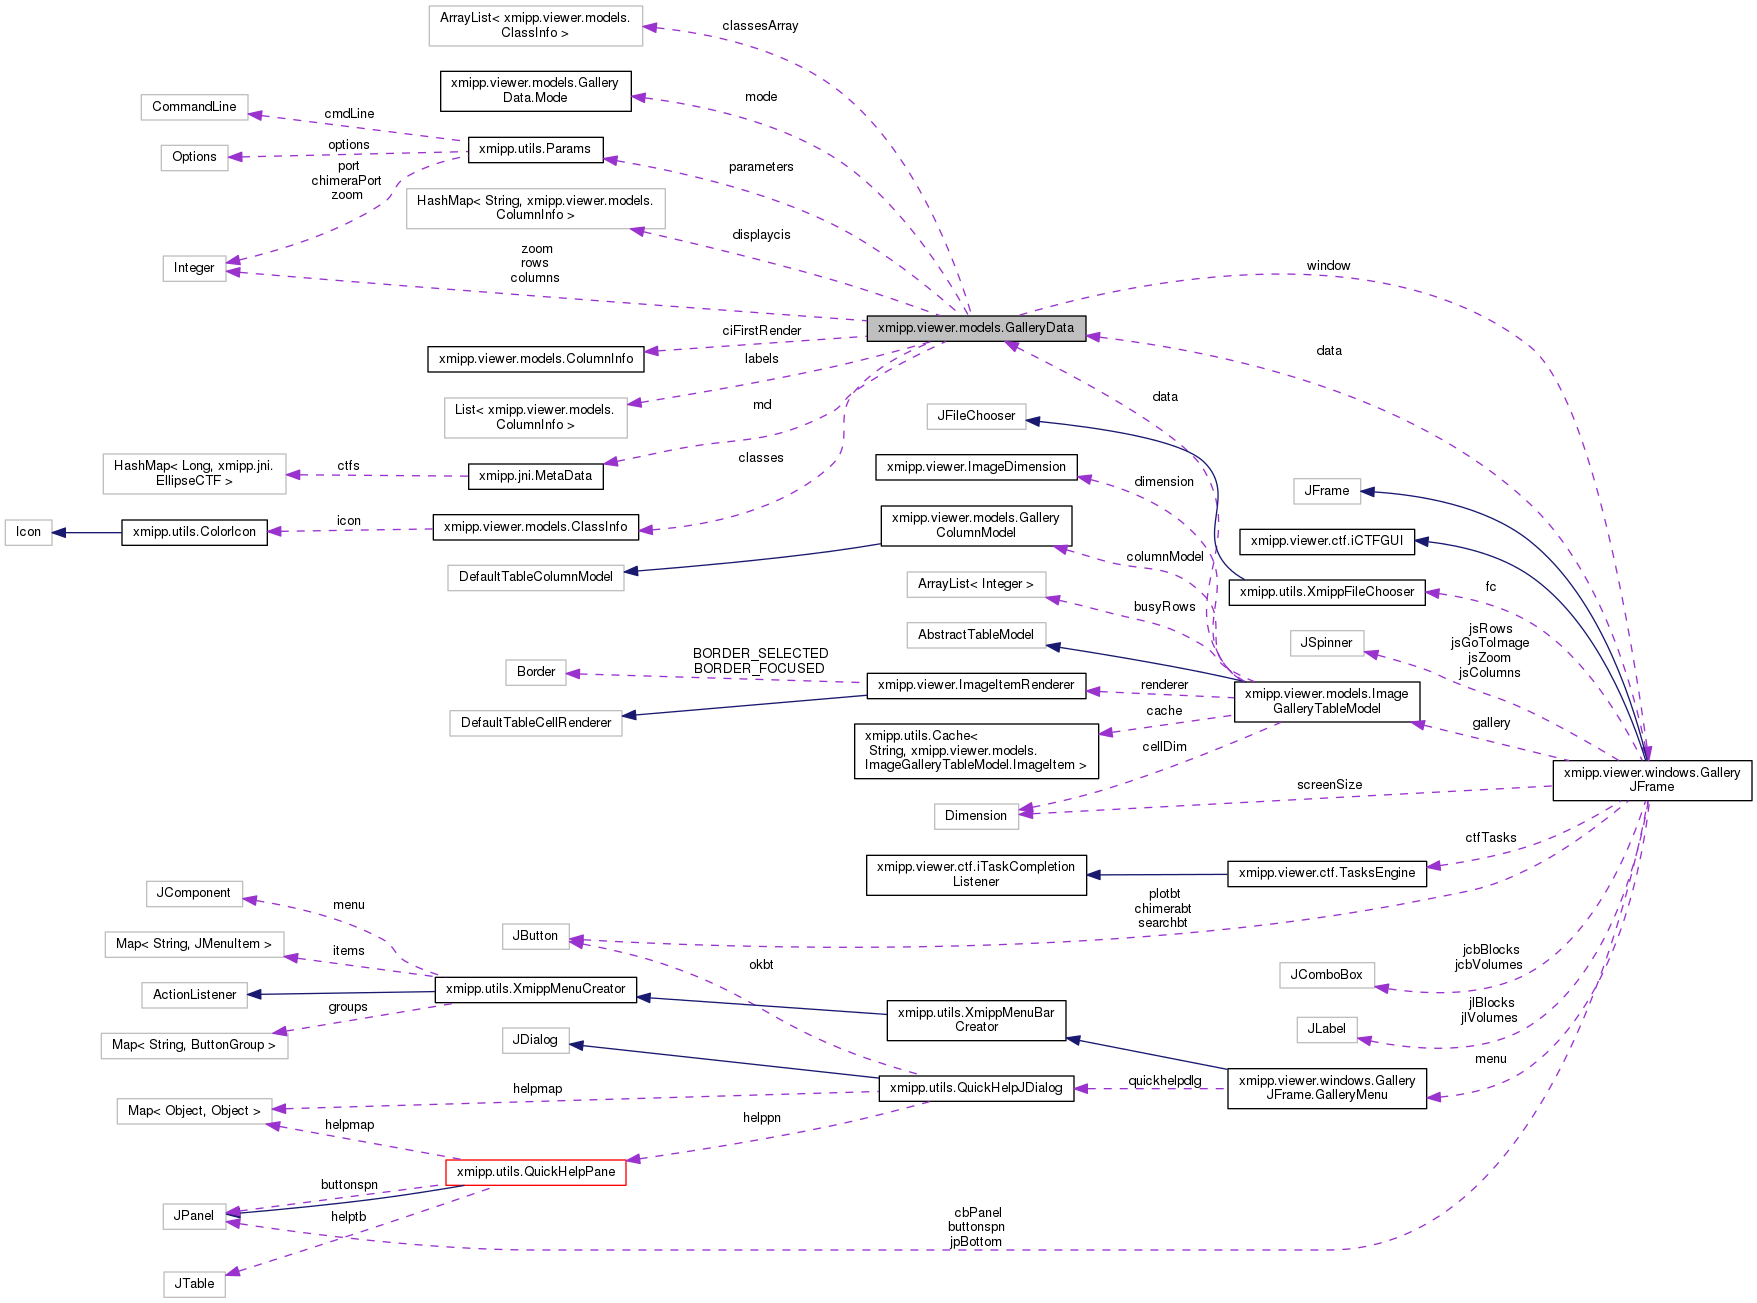 ArrayList< xmipp.viewer.models.
ClassInfo >
classesArray
xmipp.viewer.models.Gallery
Data.Mode
mode
CommandLine
cmdLine
Options
options
xmipp.utils.Params
parameters
port
chimeraPort
zoom
HashMap< String, xmipp.viewer.models.
ColumnInfo >
displaycis
Integer
zoom
rows
columns
window
xmipp.viewer.models.GalleryData
ciFirstRender
xmipp.viewer.models.ColumnInfo
labels
data
List< xmipp.viewer.models.
ColumnInfo >
md
data
JFileChooser
HashMap< Long, xmipp.jni.
EllipseCTF >
ctfs
xmipp.jni.MetaData
classes
xmipp.viewer.ImageDimension
dimension
JFrame
Icon
xmipp.utils.ColorIcon
icon
xmipp.viewer.models.ClassInfo
xmipp.viewer.models.Gallery
ColumnModel
columnModel
xmipp.viewer.ctf.iCTFGUI
DefaultTableColumnModel
ArrayList< Integer >
busyRows
xmipp.utils.XmippFileChooser
fc
AbstractTableModel
JSpinner
jsRows
jsGoToImage
jsZoom
jsColumns
Border
BORDER_SELECTED
BORDER_FOCUSED
xmipp.viewer.ImageItemRenderer
renderer
xmipp.viewer.models.Image
GalleryTableModel
gallery
DefaultTableCellRenderer
cache
xmipp.utils.Cache<
String, xmipp.viewer.models.
ImageGalleryTableModel.ImageItem >
cellDim
xmipp.viewer.windows.Gallery
JFrame
screenSize
Dimension
ctfTasks
xmipp.viewer.ctf.iTaskCompletion
Listener
xmipp.viewer.ctf.TasksEngine
JComponent
menu
plotbt
chimerabt
searchbt
JButton
Map< String, JMenuItem >
items
okbt
jcbBlocks
jcbVolumes
JComboBox
ActionListener
xmipp.utils.XmippMenuCreator
groups
Map< String, ButtonGroup >
xmipp.utils.XmippMenuBar
Creator
jlBlocks
jlVolumes
JLabel
JDialog
menu
helpmap
xmipp.utils.QuickHelpJDialog
quickhelpdlg
xmipp.viewer.windows.Gallery
JFrame.GalleryMenu
Map< Object, Object >
helpmap
helppn
xmipp.utils.QuickHelpPane
buttonspn
JPanel
helptb
cbPanel
buttonspn
jpBottom
JTable